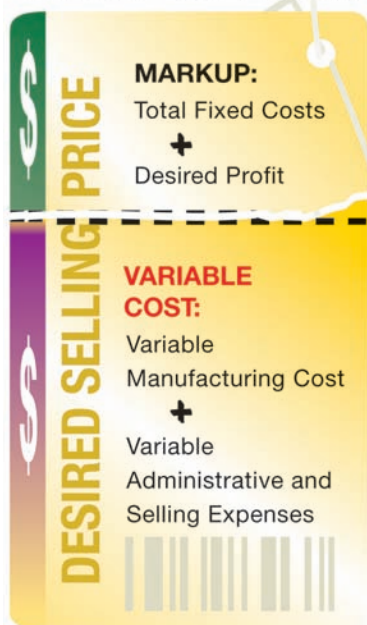 $
DESIRED SELLING PRICE
MARKUP:
Total Fixed Costs
+
Desired Profit
$
VARIABLE
COST:
Variable
Manufacturing Cost
+
Variable
Administrative and
Selling Expenses